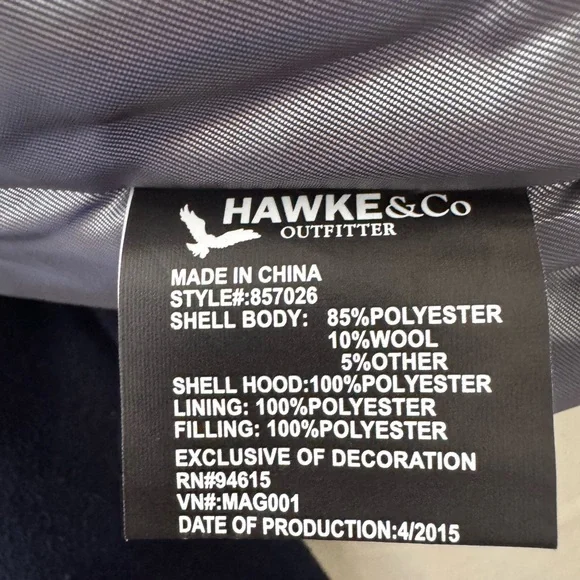 HAWKE&Co
OUTFITTER
MADE IN CHINA
STYLE#:857026
SHELL BODY: 85%POLYESTER
10%WOOL
5%OTHER
SHELL HOOD:100%POLYESTER
LINING: 100%POLYESTER
FILLING: 100%POLYESTER
EXCLUSIVE OF DECORATION
RN#94615
VN#:MAG001
DATE OF PRODUCTION:4/2015